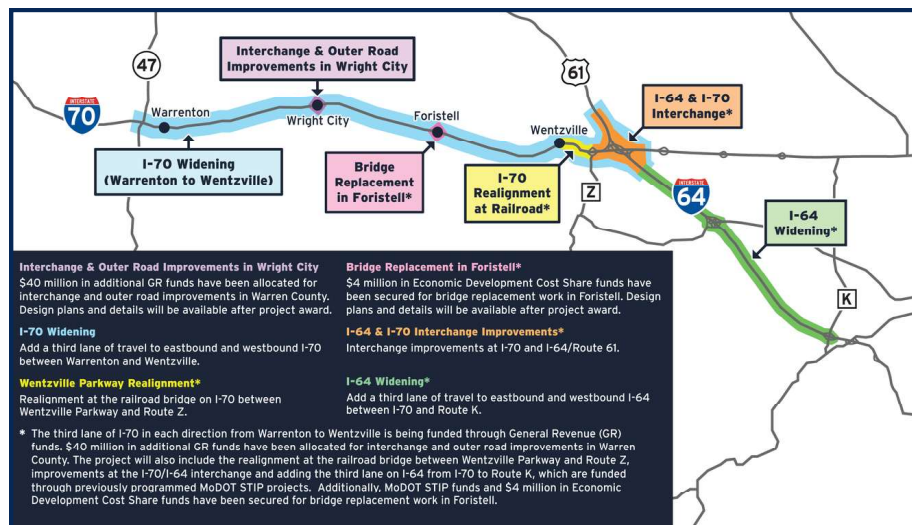 Interchange & Outer Road
Improvements in Wright City
47
61
INTERSTATE
70
Warrenton
Wright City
Foristell
Wentzville
I-64 & I-70
Interchange*
I-70 Widening
(Warrenton to Wentzville)
Bridge
Replacement
in Foristell*
I-70
Realignment
at Railroad*
Z
INTERSTATE
64
I-64
Widening*
K
Interchange & Outer Road Improvements in Wright City
$40 million in additional GR funds have been allocated for
interchange and outer road improvements in Warren County.
Design plans and details will be available after project award.
I-70 Widening
Add a third lane of travel to eastbound and westbound I-70
between Warrenton and Wentzville.
Wentzville Parkway Realignment*
Realignment at the railroad bridge on I-70 between
Wentzville Parkway and Route Z.
Bridge Replacement in Foristell*
$4 million in Economic Development Cost Share funds have
been secured for bridge replacement work in Foristell. Design
plans and details will be available after project award.
I-64 & I-70 Interchange Improvements*
Interchange improvements at I-70 and I-64/Route 61.
I-64 Widening*
Add a third lane of travel to eastbound and westbound I-64
between I-70 and Route K.
* The third lane of I-70 in each direction from Warrenton to Wentzville is being funded through General Revenue (GR)
funds. $40 million in additional GR funds have been allocated for interchange and outer road improvements in Warren
County. The project will also include the realignment at the railroad bridge between Wentzville Parkway and Route Z,
improvements at the I-70/I-64 interchange and adding the third lane on I-64 from I-70 to Route K, which are funded
through previously programmed MoDOT STIP projects. Additionally, MoDOT STIP funds and $4 million in Economic
Development Cost Share funds have been secured for bridge replacement work in Foristell.